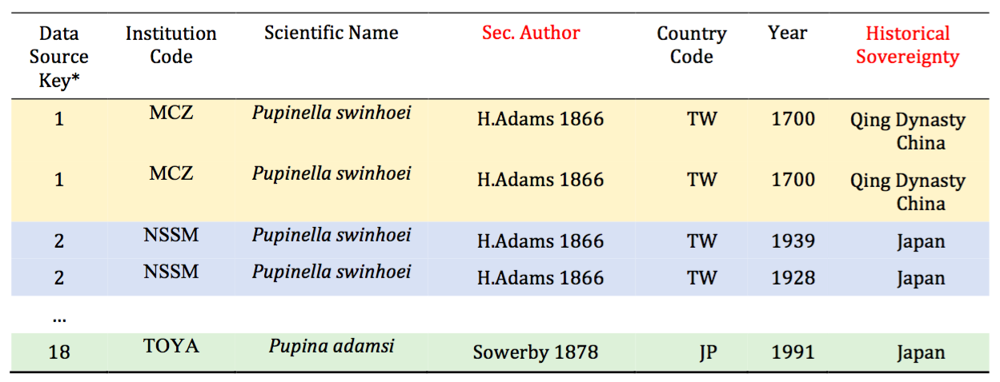 Data Source Key* Institution Code Scientific Name Sec. Author Country Code Year Historical Sovereignty
1 MCZ Pupinella swinhoei H.Adams 1866 TW 1700 Qing Dynasty China
1 MCZ Pupinella swinhoei H.Adams 1866 TW 1700 Qing Dynasty China
2 NSSM Pupinella swinhoei H.Adams 1866 TW 1939 Japan
2 NSSM Pupinella swinhoei H.Adams 1866 TW 1928 Japan
...
18 TOYA Pupina adamsi Sowerby 1878 JP 1991 Japan